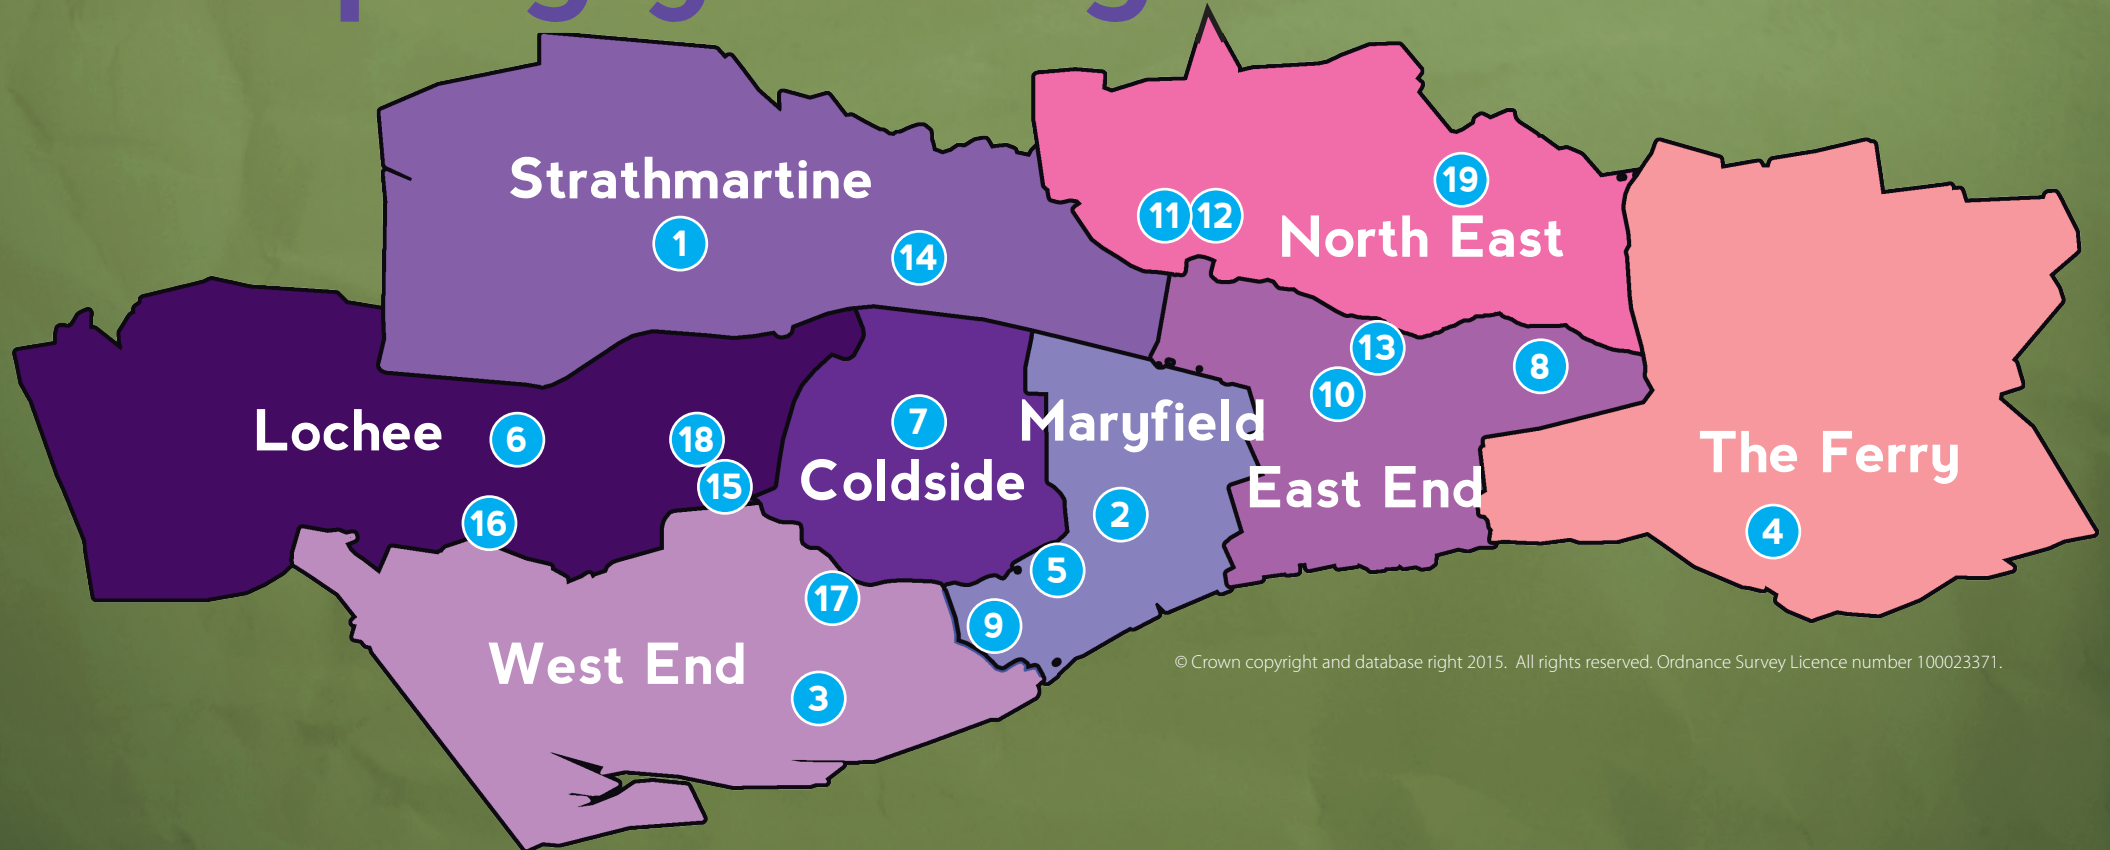 Strathmartine
19
11 12
North East
1
14
13
8
10
Lochee
6
18
7
Maryfield
15
Coldside
East End
The Ferry
16
2
4
5
17
9
West End
3
© Crown copyright and database right 2015.  All rights reserved. Ordnance Survey Licence number 100023371.